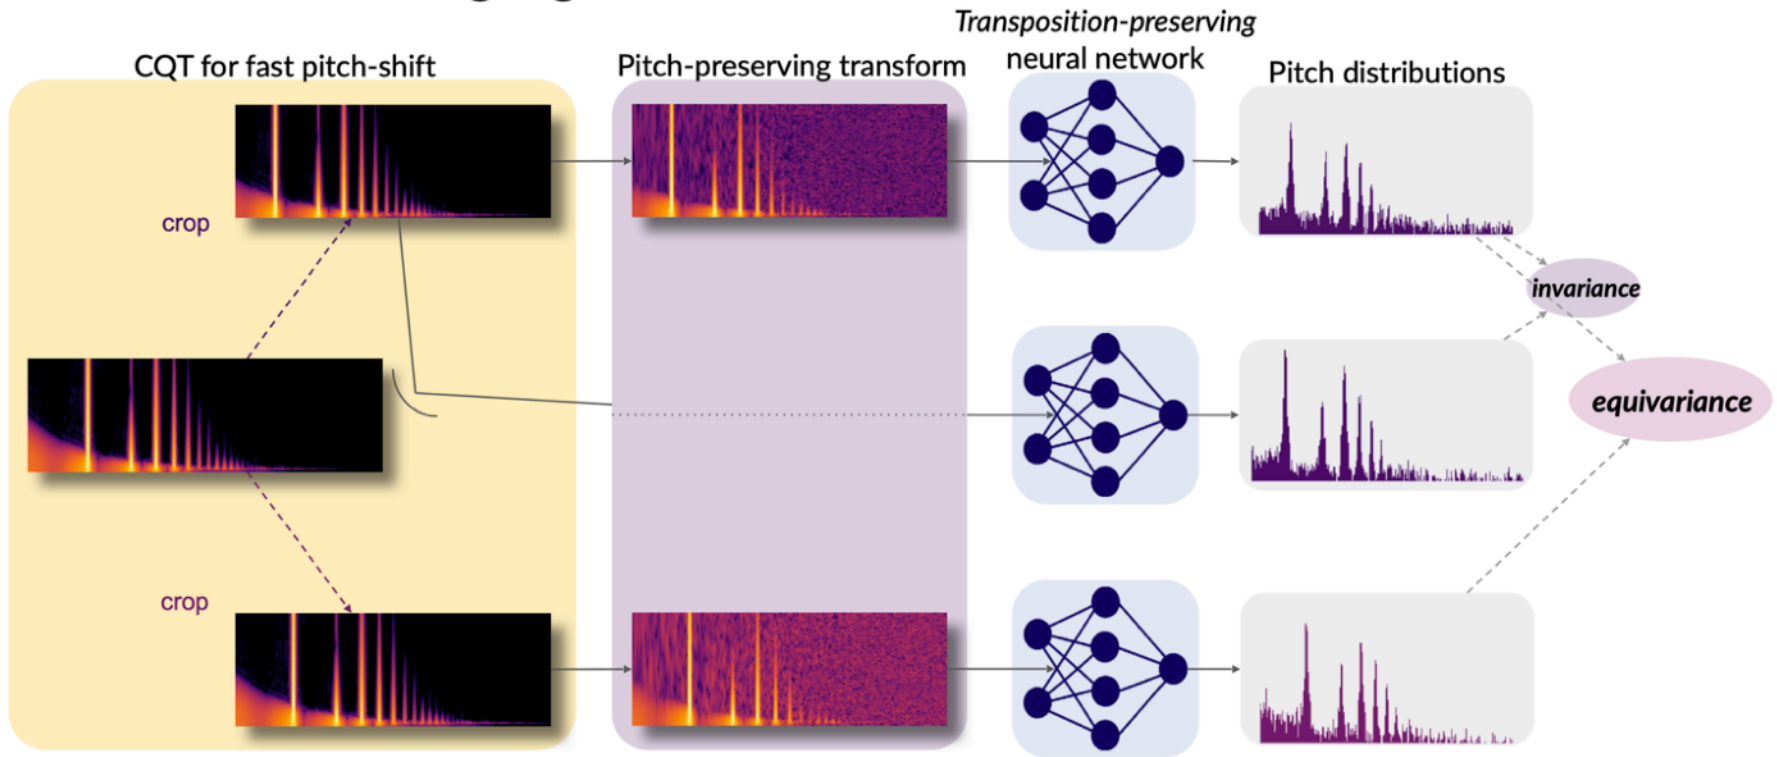 CQT for fast pitch-shift
Pitch-preserving transform
Transposition-preserving
neural network
Pitch distributions
crop
invariance
equivariance
crop